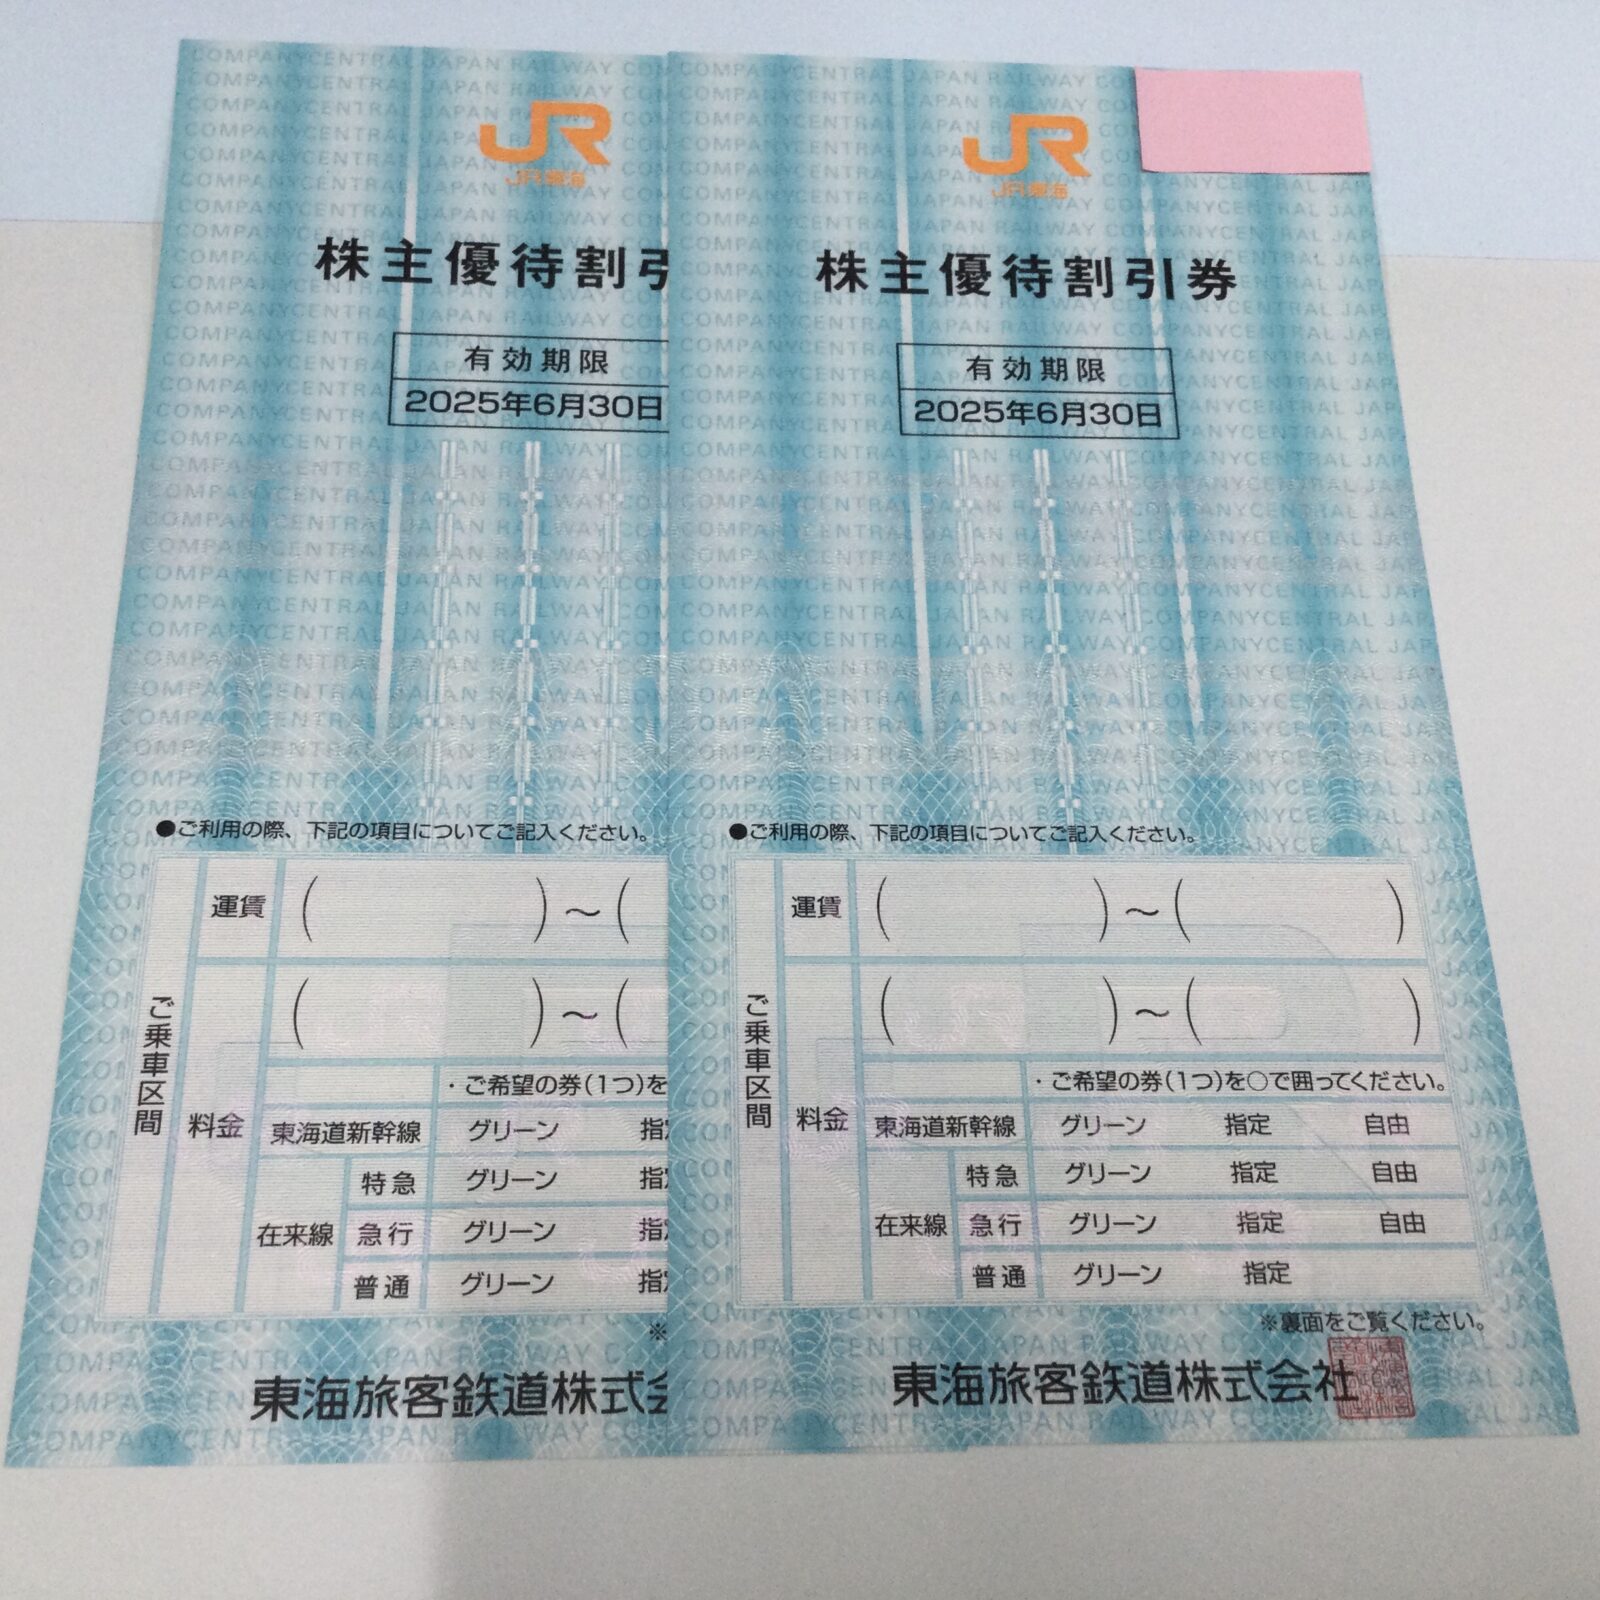 JR
JR東海
株主優待割引
有効期限
2025年6月30日
●ご利用の際、下記の項目についてご記入ください。
ご乗車区間
運賃 ( ) ～ (
料金 ( ) ～ (
・ご希望の券(1つ)を
東海道新幹線 グリーン 指
在来線
特急 グリーン 指
急行 グリーン 指
普通 グリーン 指
※
東海旅客鉄道株式会
JR
JR東海
株主優待割引券
有効期限
2025年6月30日
●ご利用の際、下記の項目についてご記入ください。
ご乗車区間
運賃 ( ) ～ ( )
料金 ( ) ～ ( )
・ご希望の券(1つ)を○で囲ってください。
東海道新幹線 グリーン 指定 自由
在来線
特急 グリーン 指定 自由
急行 グリーン 指定 自由
普通 グリーン 指定
※裏面をご覧ください。
東海旅客鉄道株式会社
COMPANYCENTRAL JAPAN RAILWAY COMPANYCENTRAL JAPAN RAILWAY